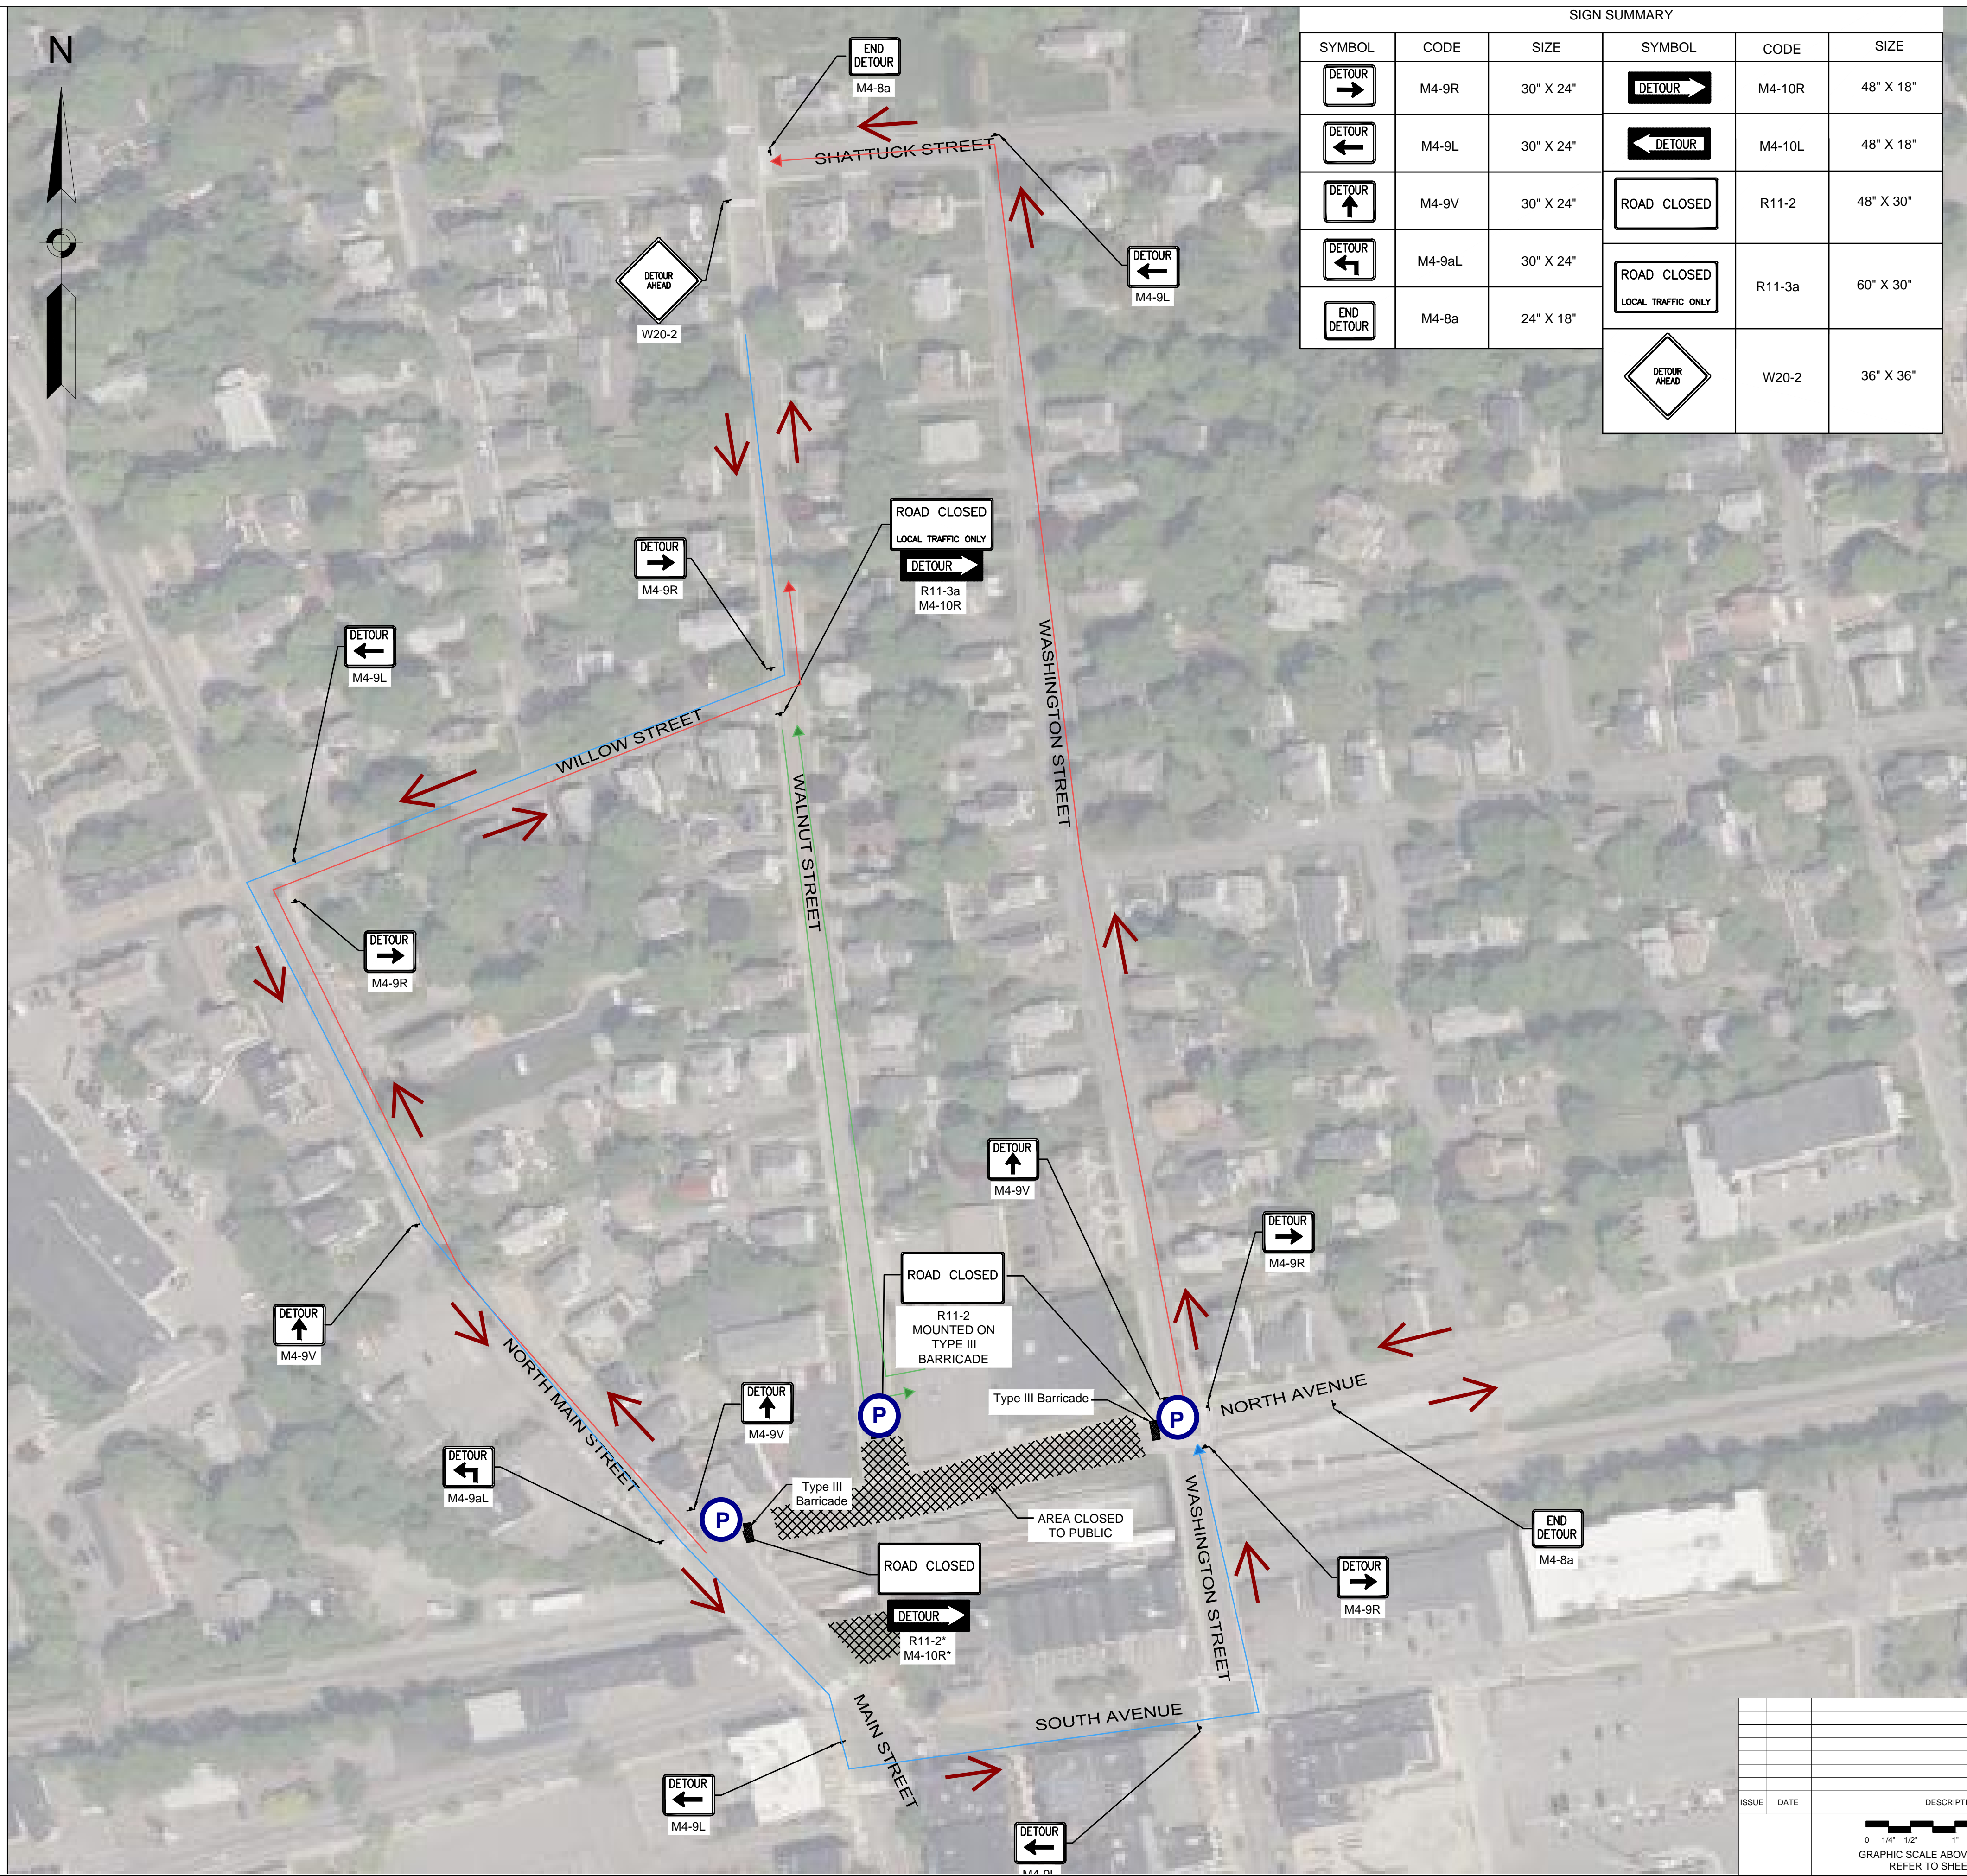 N
SIGN SUMMARY
SYMBOL CODE SIZE SYMBOL CODE SIZE
DETOUR M4-9R 30" X 24" DETOUR M4-10R 48" X 18"
DETOUR M4-9L 30" X 24" DETOUR M4-10L 48" X 18"
DETOUR M4-9V 30" X 24" ROAD CLOSED R11-2 48" X 30"
DETOUR M4-9aL 30" X 24" ROAD CLOSED LOCAL TRAFFIC ONLY R11-3a 60" X 30"
END DETOUR M4-8a 24" X 18" DETOUR AHEAD W20-2 36" X 36"
END
DETOUR
M4-8a
SHATTUCK STREET
DETOUR
M4-9L
DETOUR
AHEAD
W20-2
ROAD CLOSED
LOCAL TRAFFIC ONLY
DETOUR
R11-3a
M4-10R
DETOUR
M4-9R
DETOUR
M4-9L
WILLOW STREET
WASHINGTON STREET
WALNUT STREET
DETOUR
M4-9R
DETOUR
M4-9V
DETOUR
M4-9R
ROAD CLOSED
R11-2
MOUNTED ON
TYPE III
BARRICADE
DETOUR
M4-9V
NORTH MAIN STREET
DETOUR
M4-9V
P
Type III Barricade
P
NORTH AVENUE
DETOUR
M4-9aL
Type III
Barricade
P
AREA CLOSED
TO PUBLIC
WASHINGTON STREET
END
DETOUR
M4-8a
ROAD CLOSED
DETOUR
R11-2*
M4-10R*
DETOUR
M4-9R
MAIN STREET
SOUTH AVENUE
DETOUR
M4-9L
DETOUR
M4-9L
ISSUE DATE DESCRIPTI
0 1/4" 1/2" 1"
GRAPHIC SCALE ABOV
REFER TO SHEE